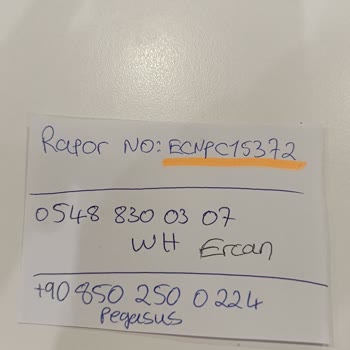 Rapor NO: ECNPC15372
0548 830 03 07
WH Ercan
+90 850 250 0224
Pegasus